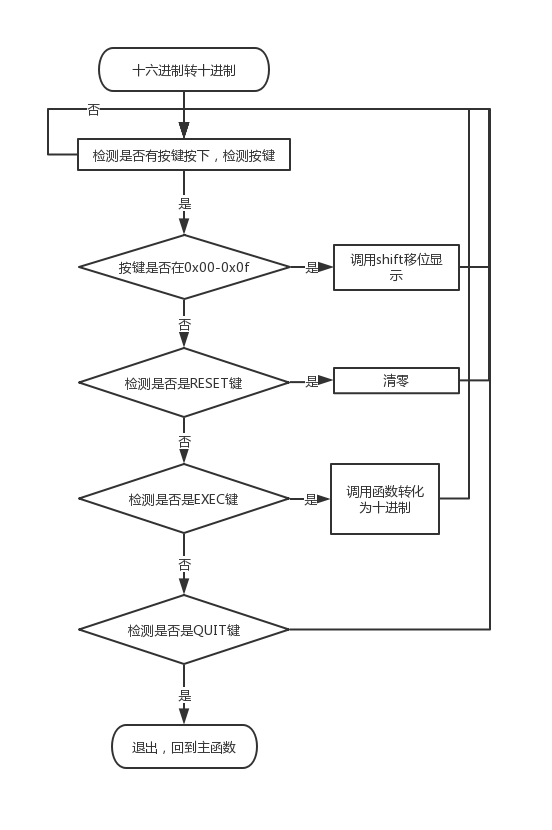 十六进制转十进制
否
检测是否有按键按下，检测按键
是
按键是否在0x00-0x0f
是
调用shift移位显
示
否
检测是否是RESET键
是
清零
否
检测是否是EXEC键
是
调用函数转化
为十进制
否
检测是否是QUIT键
是
退出，回到主函数